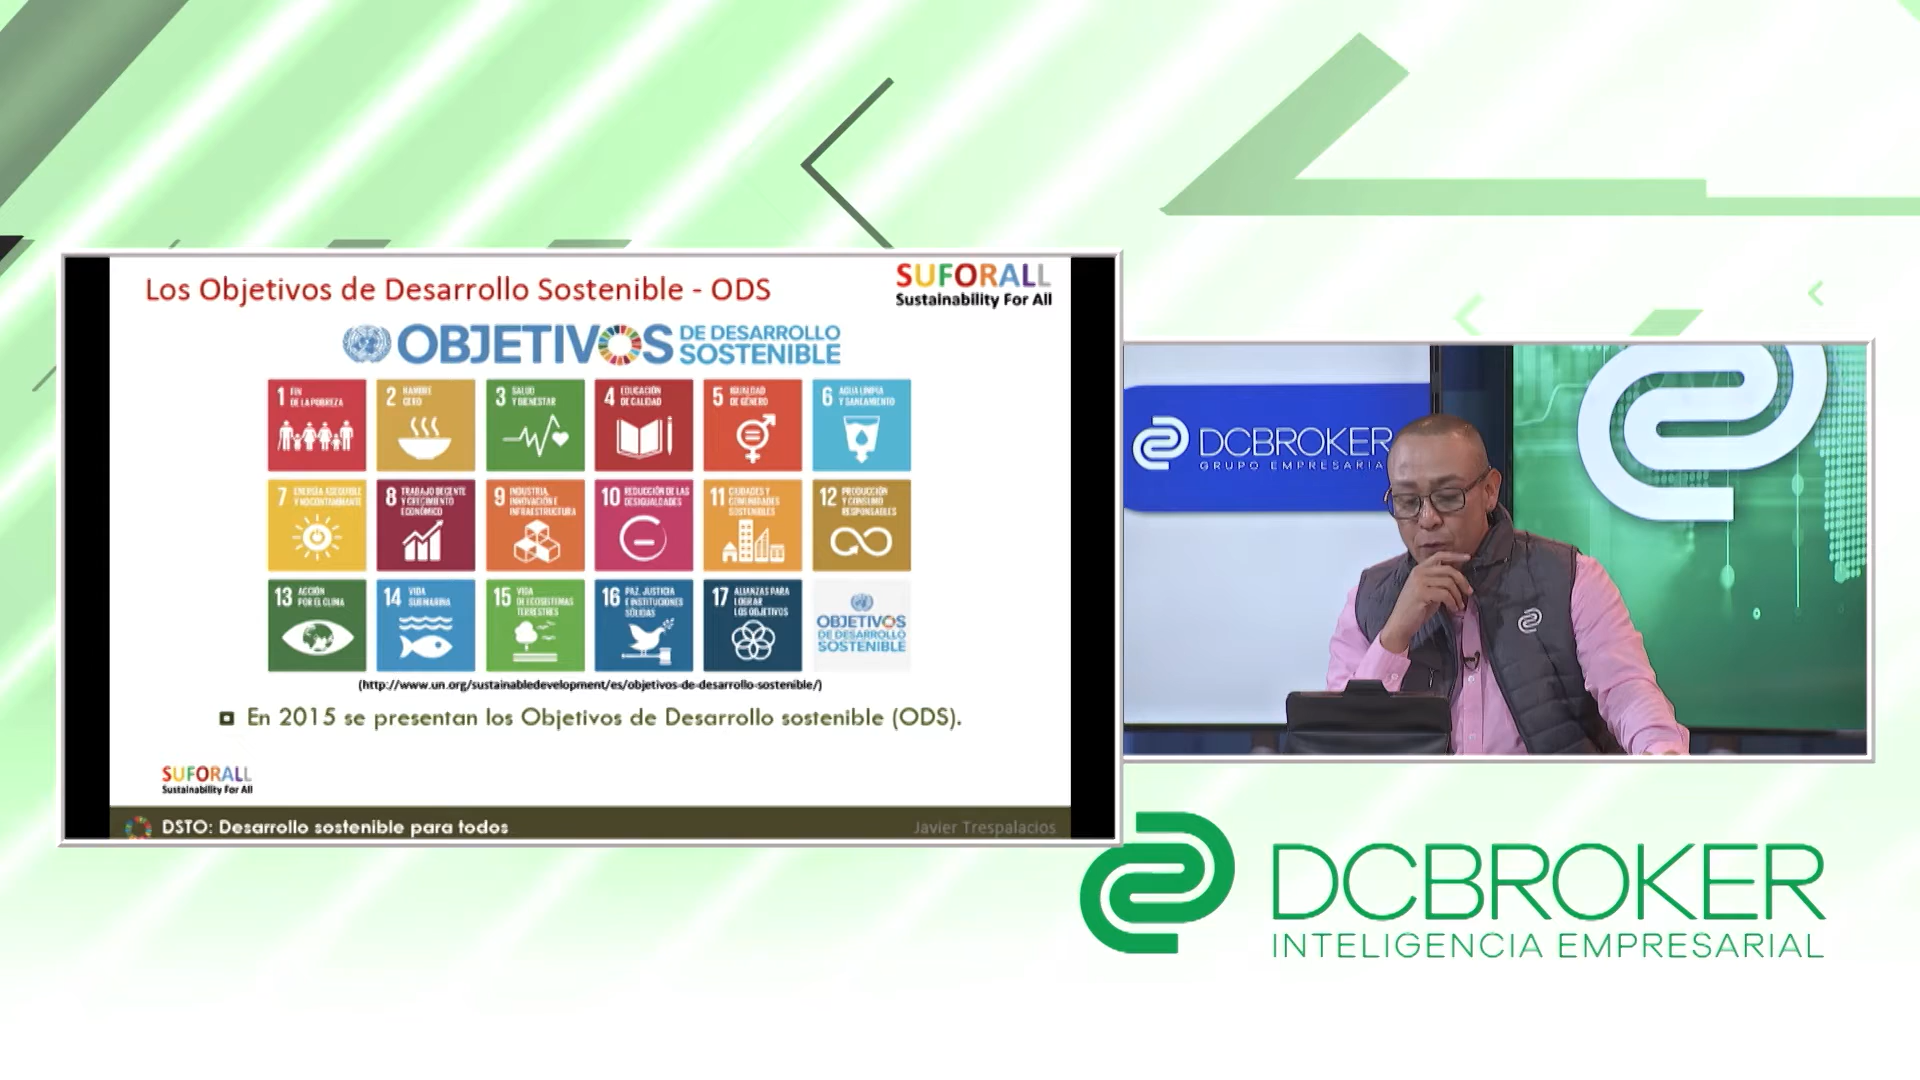 Los Objetivos de Desarrollo Sostenible - ODS
SUFORALL
Sustainability For All
OBJETIVOS
DE DESARROLLO
SOSTENIBLE
1 FIN
DE LA POBREZA
2 HAMBRE
CERO
3 SALUD
Y BIENESTAR
4 EDUCACIÓN
DE CALIDAD
5 IGUALDAD
DE GÉNERO
6 AGUA LIMPIA
Y SANEAMIENTO
7 ENERGÍA ASEQUIBLE
Y NO CONTAMINANTE
8 TRABAJO DECENTE
Y CRECIMIENTO
ECONÓMICO
9 INDUSTRIA,
INNOVACIÓN E
INFRAESTRUCTURA
10 REDUCCIÓN DE LAS
DESIGUALDADES
11 CIUDADES Y
COMUNIDADES
SOSTENIBLES
12 PRODUCCIÓN
Y CONSUMO
RESPONSABLES
13 ACCIÓN
POR EL CLIMA
14 VIDA
SUBMARINA
15 VIDA
DE ECOSISTEMAS
TERRESTRES
16 PAZ, JUSTICIA
E INSTITUCIONES
SÓLIDAS
17 ALIANZAS PARA
LOGRAR
LOS OBJETIVOS
OBJETIVOS
DE DESARROLLO
SOSTENIBLE
(http://www.un.org/sustainabledevelopment/es/objetivos-de-desarrollo-sostenible/)
En 2015 se presentan los Objetivos de Desarrollo sostenible (ODS).
SUFORALL
Sustainability For All
DSTO: Desarrollo sostenible para todos
Javier Trespalacios
DCBROKER
GRUPO EMPRESARIA
DCBROKER
INTELIGENCIA EMPRESARIAL